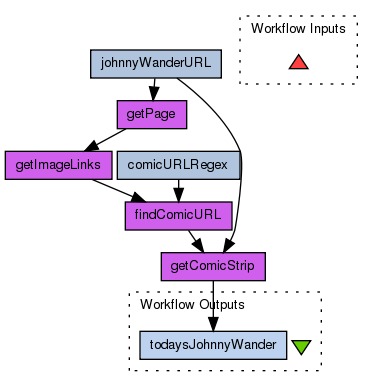 Workflow Inputs
johnnyWanderURL
getPage
getImageLinks
comicURLRegex
findComicURL
getComicStrip
Workflow Outputs
todaysJohnnyWander